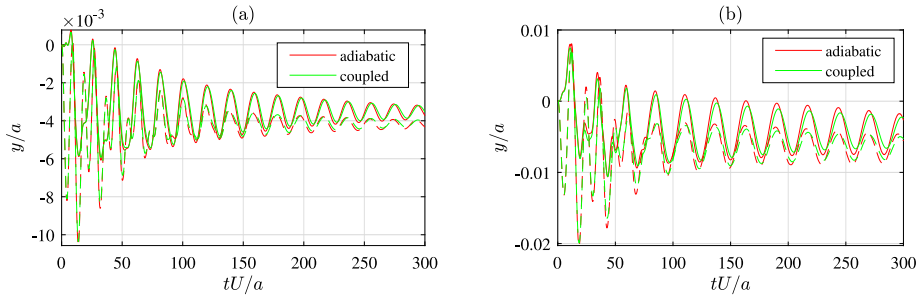 (a)
×10⁻³
0
-2
-4
-6
-8
-10
y/a
adiabatic
coupled
0 50 100 150 200 250 300
tU/a
(b)
0.01
0
-0.01
-0.02
y/a
adiabatic
coupled
0 50 100 150 200 250 300
tU/a